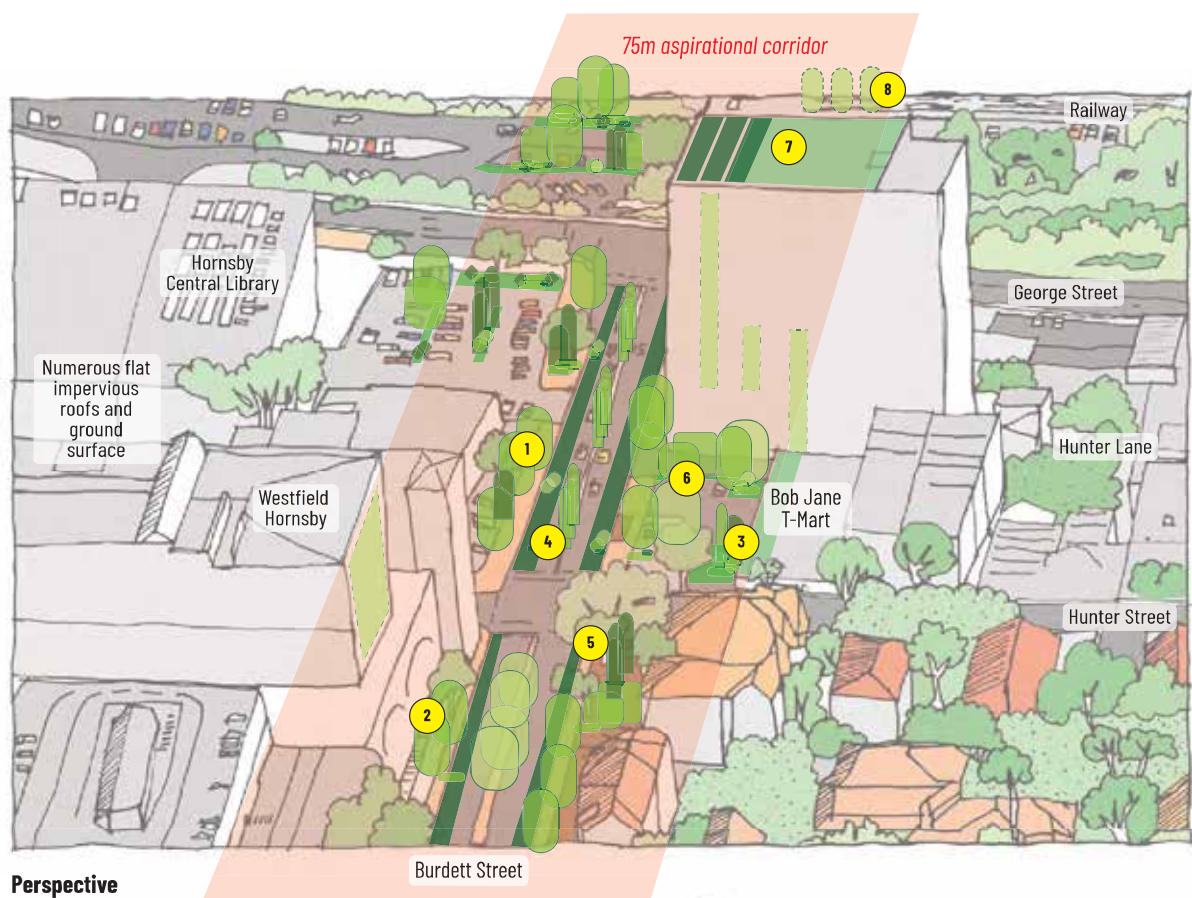 75m aspirational corridor
8
Railway
7
Hornsby
Central Library
George Street
Numerous flat
impervious
roofs and
ground
surface
1
Hunter Lane
6
Westfield
Hornsby
Bob Jane
T-Mart
4
3
Hunter Street
5
2
Burdett Street
Perspective